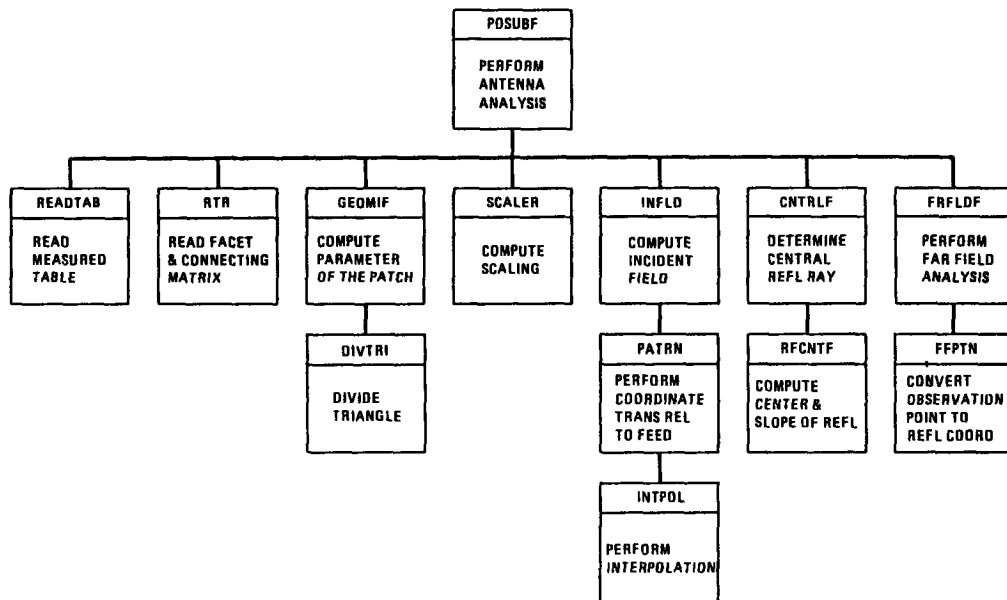 POSUBF
PERFORM
ANTENNA
ANALYSIS
READTAB
READ
MEASURED
TABLE
RTR
READ FACET
& CONNECTING
MATRIX
GEOMIF
COMPUTE
PARAMETER
OF THE PATCH
SCALER
COMPUTE
SCALING
INFLD
COMPUTE
INCIDENT
FIELD
CNTRLF
DETERMINE
CENTRAL
REFL RAY
FRFLDF
PERFORM
FAR FIELD
ANALYSIS
DIVTRI
DIVIDE
TRIANGLE
PATRN
PERFORM
COORDINATE
TRANS REL
TO FEED
RFCNTF
COMPUTE
CENTER &
SLOPE OF REFL
FFPTN
CONVERT
OBSERVATION
POINT TO
REFL COORD
INTPOL
PERFORM
INTERPOLATION